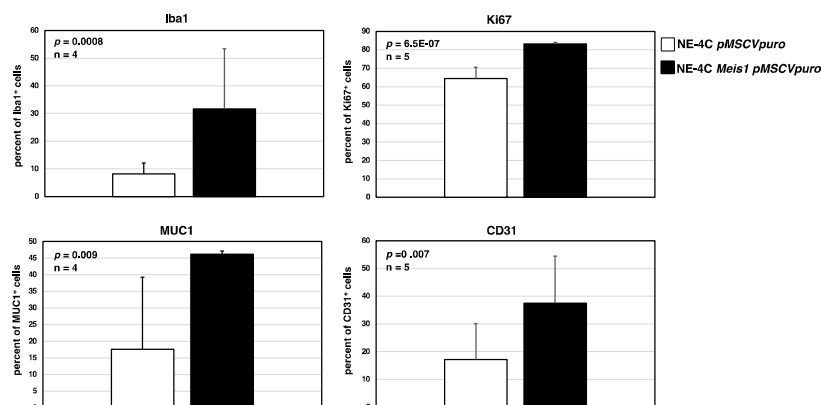 Iba1
p = 0.0008
n = 4
percent of Iba1+ cells
60
50
40
30
20
10
0
Ki67
p = 6.5E-07
n = 5
percent of Ki67+ cells
90
80
70
60
50
40
30
20
10
0
NE-4C pMSCVpuro
NE-4C Meis1 pMSCVpuro
MUC1
p = 0.009
n = 4
percent of MUC1+ cells
50
45
40
35
30
25
20
15
10
5
CD31
p =0 .007
n = 5
percent of CD31+ cells
60
50
40
30
20
10